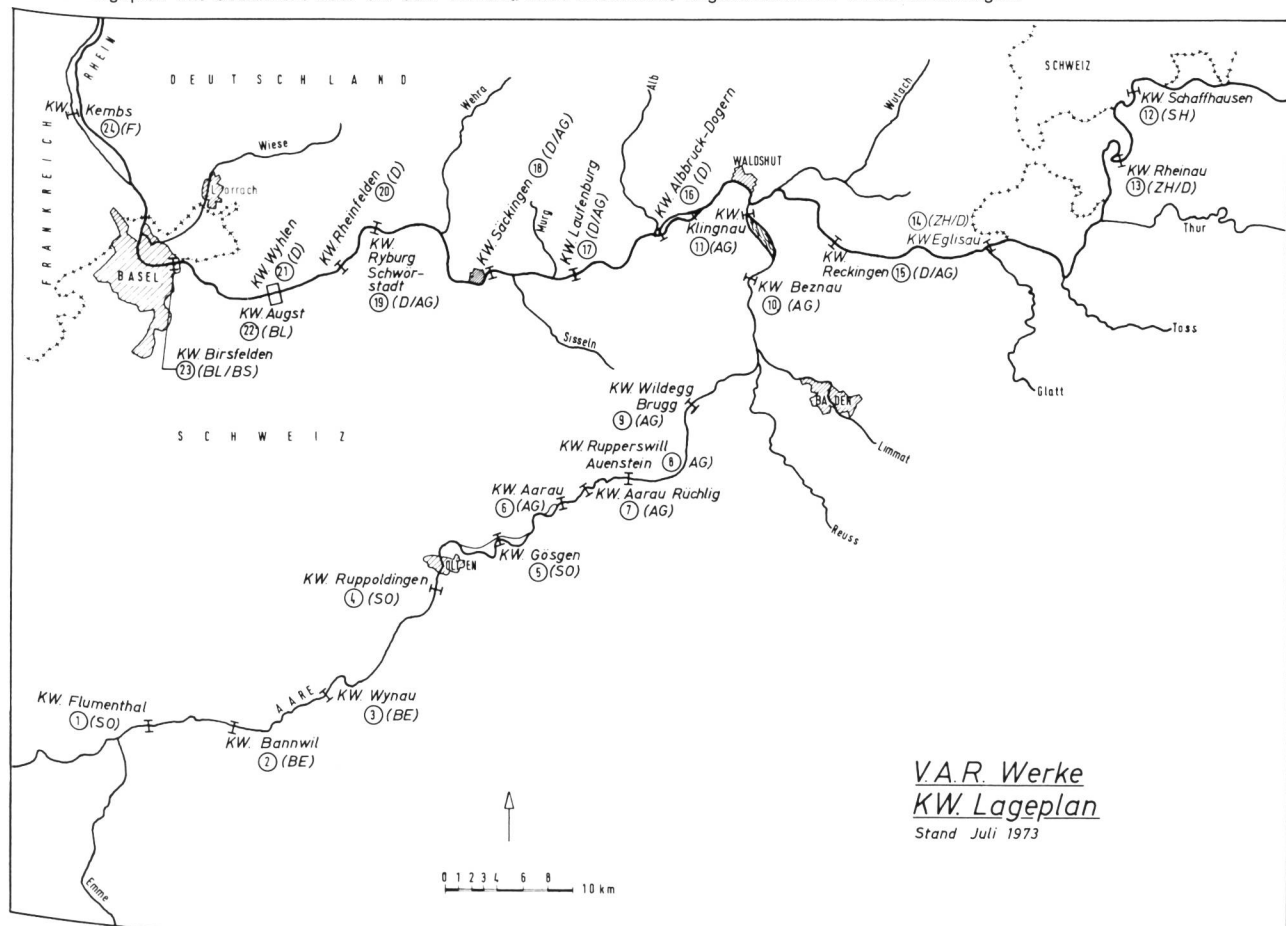 RHEIN
DEUTSCHLAND
FRANKREICH
SCHWEIZ
KW. Kembs
24 (F)
Wiese
BASEL
KW. Wyhlen
21 (D)
KW. Augst
22 (BL)
KW. Birsfelden
23 (BL/BS)
KW. Rheinfelden
20 (D)
KW.
Ryburg
Schwör-
stadt
19 (D/AG)
Wehra
KW. Säckingen
18 (D/AG)
Murg
KW. Laufenburg
17 (D/AG)
Sisseln
Alb
KW. Albbruck-Dogern
16 (D)
WALDSHUT
KW.
Klingnau
11 (AG)
KW. Beznau
10 (AG)
Wutach
KW.
Reckingen 15 (D/AG)
14 (ZH/D)
KW Eglisau
SCHWEIZ
KW. Schaffhausen
12 (SH)
KW. Rheinau
13 (ZH/D)
Thur
Töss
Glatt
KW. Wildegg
Brugg
9 (AG)
BADEN
Limmat
Reuss
KW. Rupperswill
Auenstein 8 AG)
KW. Aarau
6 (AG)
KW. Aarau Rüchlig
7 (AG)
KW. Gösgen
5 (SO)
OLTEN
KW. Ruppoldingen
4 (SO)
AARE
KW. Wynau
3 (BE)
KW. Flumenthal
1 (SO)
KW. Bannwil
2 (BE)
Emme
V.A.R. Werke
KW. Lageplan
Stand Juli 1973
0 1 2 3 4 6 8 10 km